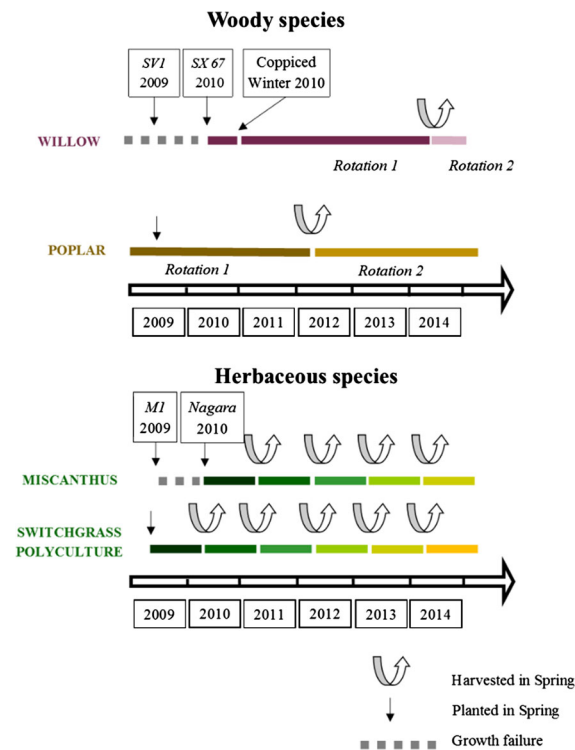 Woody species
SV1
2009
SX 67
2010
Coppiced
Winter 2010
WILLOW
Rotation 1
Rotation 2
POPLAR
Rotation 1
Rotation 2
2009 2010 2011 2012 2013 2014
Herbaceous species
M1
2009
Nagara
2010
MISCANTHUS
SWITCHGRASS
POLYCULTURE
2009 2010 2011 2012 2013 2014
Harvested in Spring
Planted in Spring
Growth failure